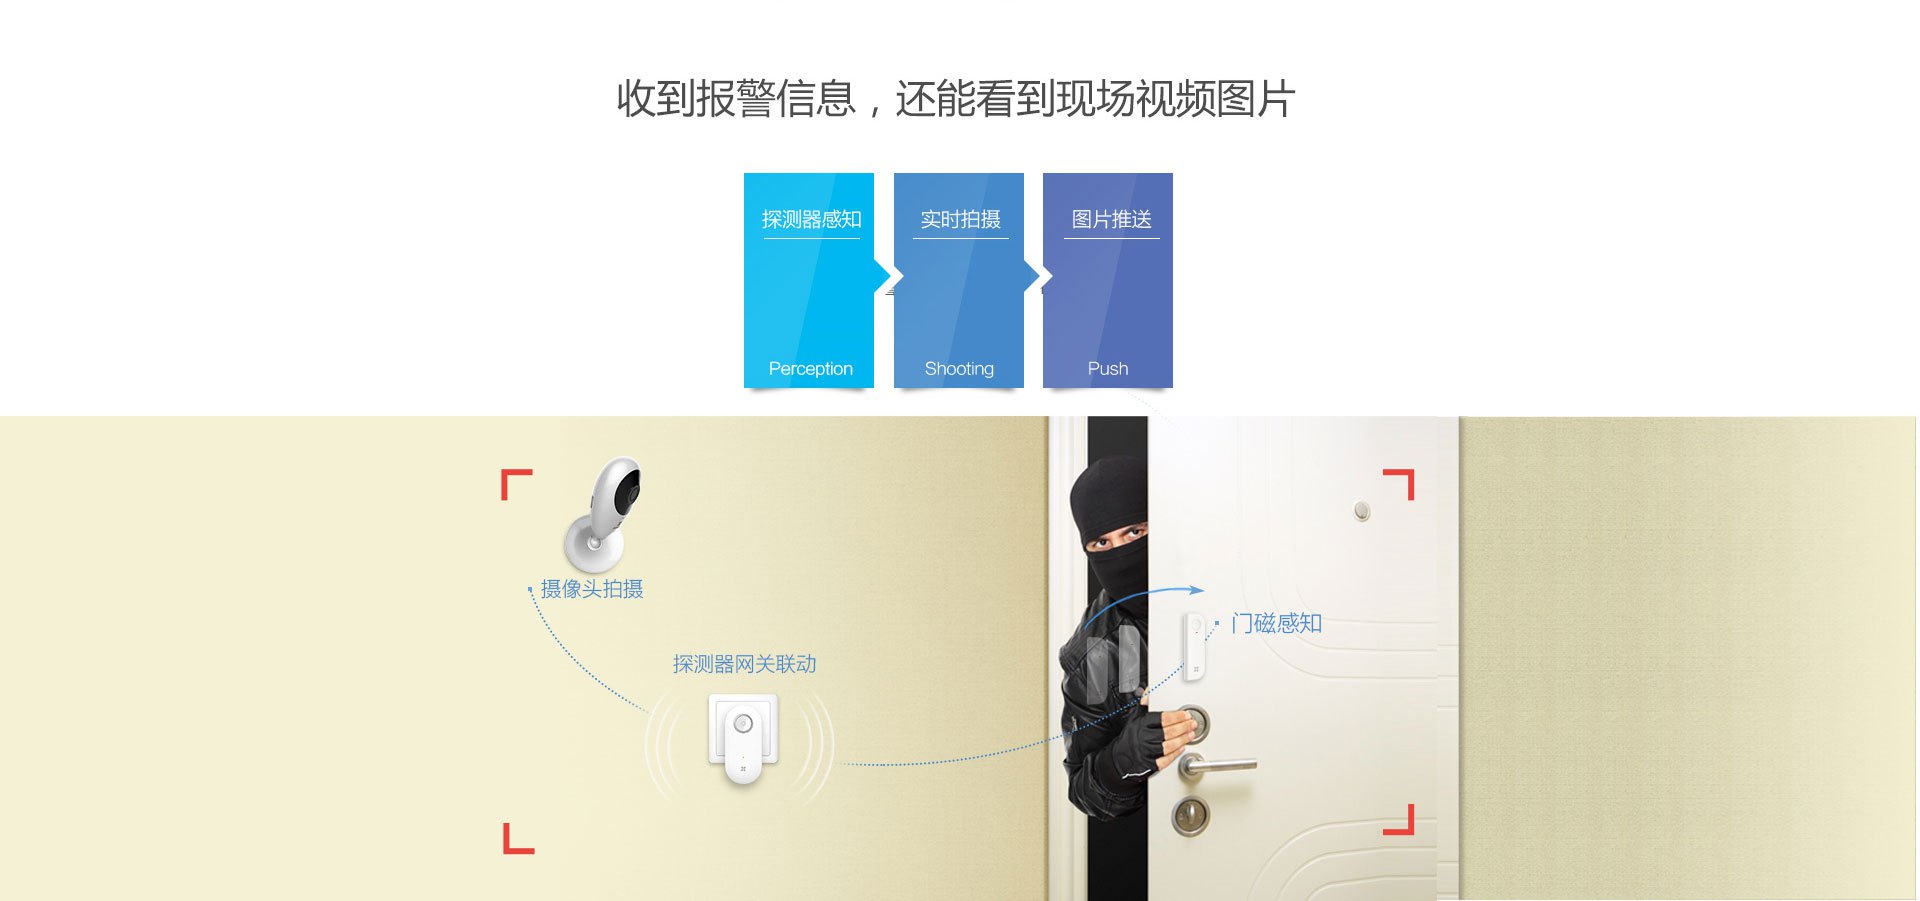 收到报警信息，还能看到现场视频图片
探测器感知
实时拍摄
图片推送
Perception
Shooting
Push
摄像头拍摄
门磁感知
探测器网关联动